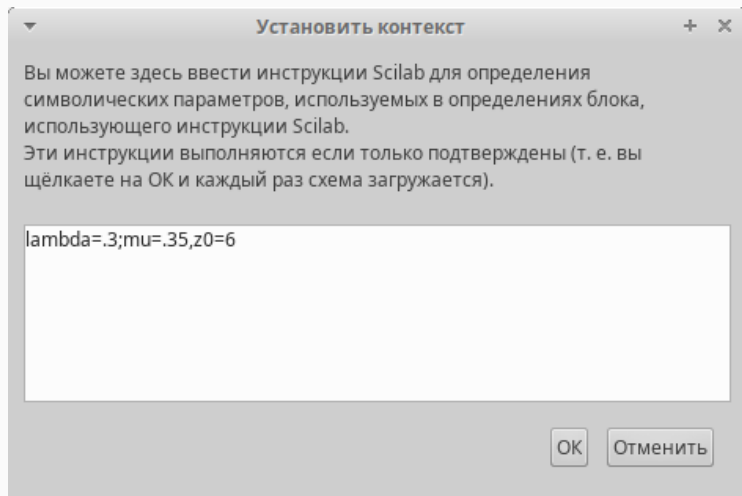 Установить контекст
Вы можете здесь ввести инструкции Scilab для определения
символических параметров, используемых в определениях блока,
использующего инструкции Scilab.
Эти инструкции выполняются если только подтверждены (т. е. вы
щёлкаете на ОК и каждый раз схема загружается).
lambda=.3;mu=.35,z0=6
ОК
Отменить